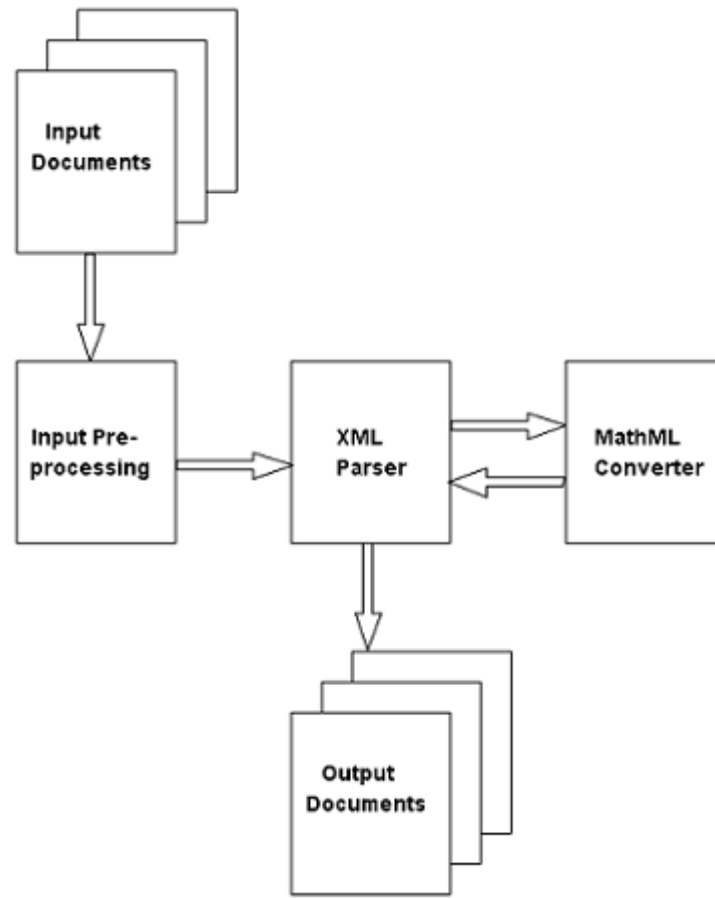 Input
Documents
Input Pre-
processing
XML
Parser
MathML
Converter
Output
Documents